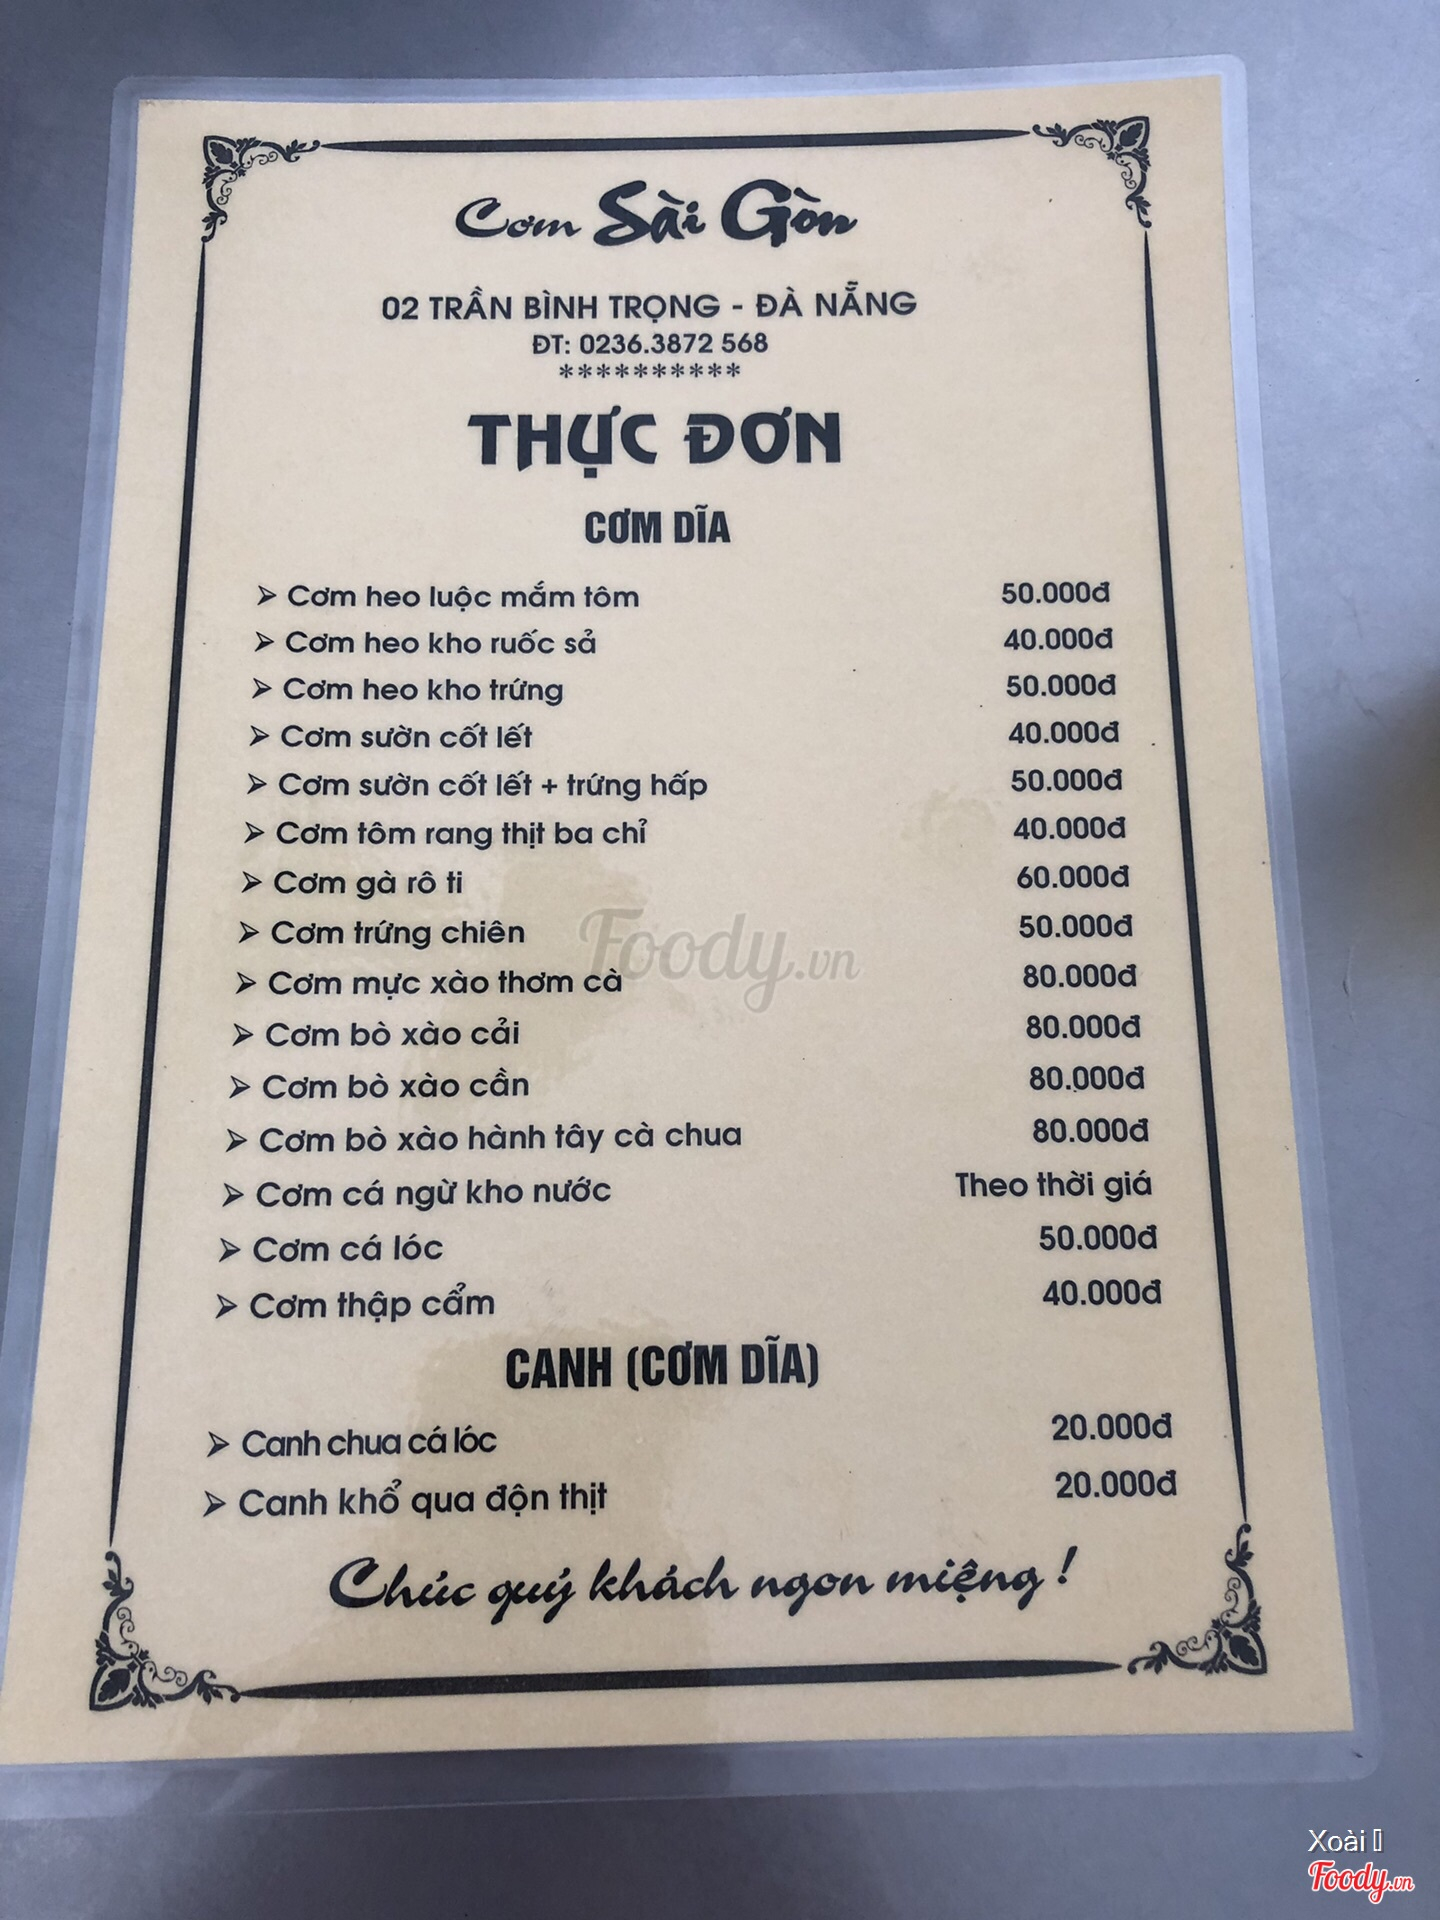 Cơm Sài Gòn
02 TRẦN BÌNH TRỌNG - ĐÀ NẴNG
ĐT: 0236.3872 568
**********
THỰC ĐƠN
CƠM DĨA
➢ Cơm heo luộc mắm tôm 50.000đ
➢ Cơm heo kho ruốc sả 40.000đ
➢ Cơm heo kho trứng 50.000đ
➢ Cơm sườn cốt lết 40.000đ
➢ Cơm sườn cốt lết + trứng hấp 50.000đ
➢ Cơm tôm rang thịt ba chỉ 40.000đ
➢ Cơm gà rô ti 60.000đ
➢ Cơm trứng chiên 50.000đ
➢ Cơm mực xào thơm cà 80.000đ
➢ Cơm bò xào cải 80.000đ
➢ Cơm bò xào cần 80.000đ
➢ Cơm bò xào hành tây cà chua 80.000đ
➢ Cơm cá ngừ kho nước Theo thời giá
➢ Cơm cá lóc 50.000đ
➢ Cơm thập cẩm 40.000đ
CANH (CƠM DĨA)
➢ Canh chua cá lóc 20.000đ
➢ Canh khổ qua độn thịt 20.000đ
Chúc quý khách ngon miệng !
Foody.vn
Xoài
Foody.vn